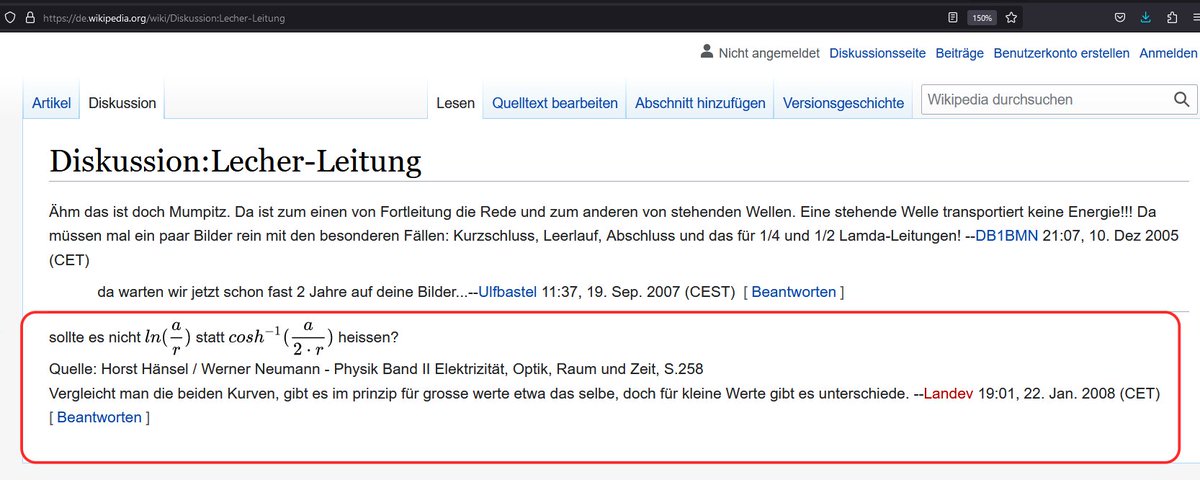 https://de.wikipedia.org/wiki/Diskussion:Lecher-Leitung 150%
Nicht angemeldet Diskussionsseite Beiträge Benutzerkonto erstellen Anmelden
Artikel Diskussion Lesen Quelltext bearbeiten Abschnitt hinzufügen Versionsgeschichte Wikipedia durchsuchen
Diskussion:Lecher-Leitung
Ähm das ist doch Mumpitz. Da ist zum einen von Fortleitung die Rede und zum anderen von stehenden Wellen. Eine stehende Welle transportiert keine Energie!!! Da
müssen mal ein paar Bilder rein mit den besonderen Fällen: Kurzschluss, Leerlauf, Abschluss und das für 1/4 und 1/2 Lamda-Leitungen! --DB1BMN 21:07, 10. Dez 2005
(CET)
da warten wir jetzt schon fast 2 Jahre auf deine Bilder...--Ulfbastel 11:37, 19. Sep. 2007 (CEST) [ Beantworten ]
sollte es nicht ln(a/r) statt cosh⁻¹(a/(2·r)) heissen?
Quelle: Horst Hänsel / Werner Neumann - Physik Band II Elektrizität, Optik, Raum und Zeit, S.258
Vergleicht man die beiden Kurven, gibt es im prinzip für grosse werte etwa das selbe, doch für kleine Werte gibt es unterschiede. --Landev 19:01, 22. Jan. 2008 (CET)
[ Beantworten ]